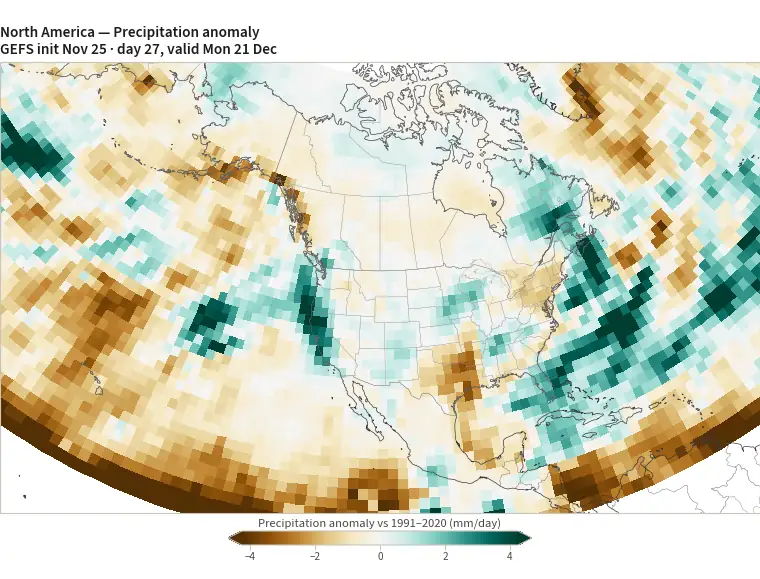 North America — Precipitation anomaly
GEFS init Nov 25 · day 27, valid Mon 21 Dec
Precipitation anomaly vs 1991–2020 (mm/day)
−4 −2 0 2 4